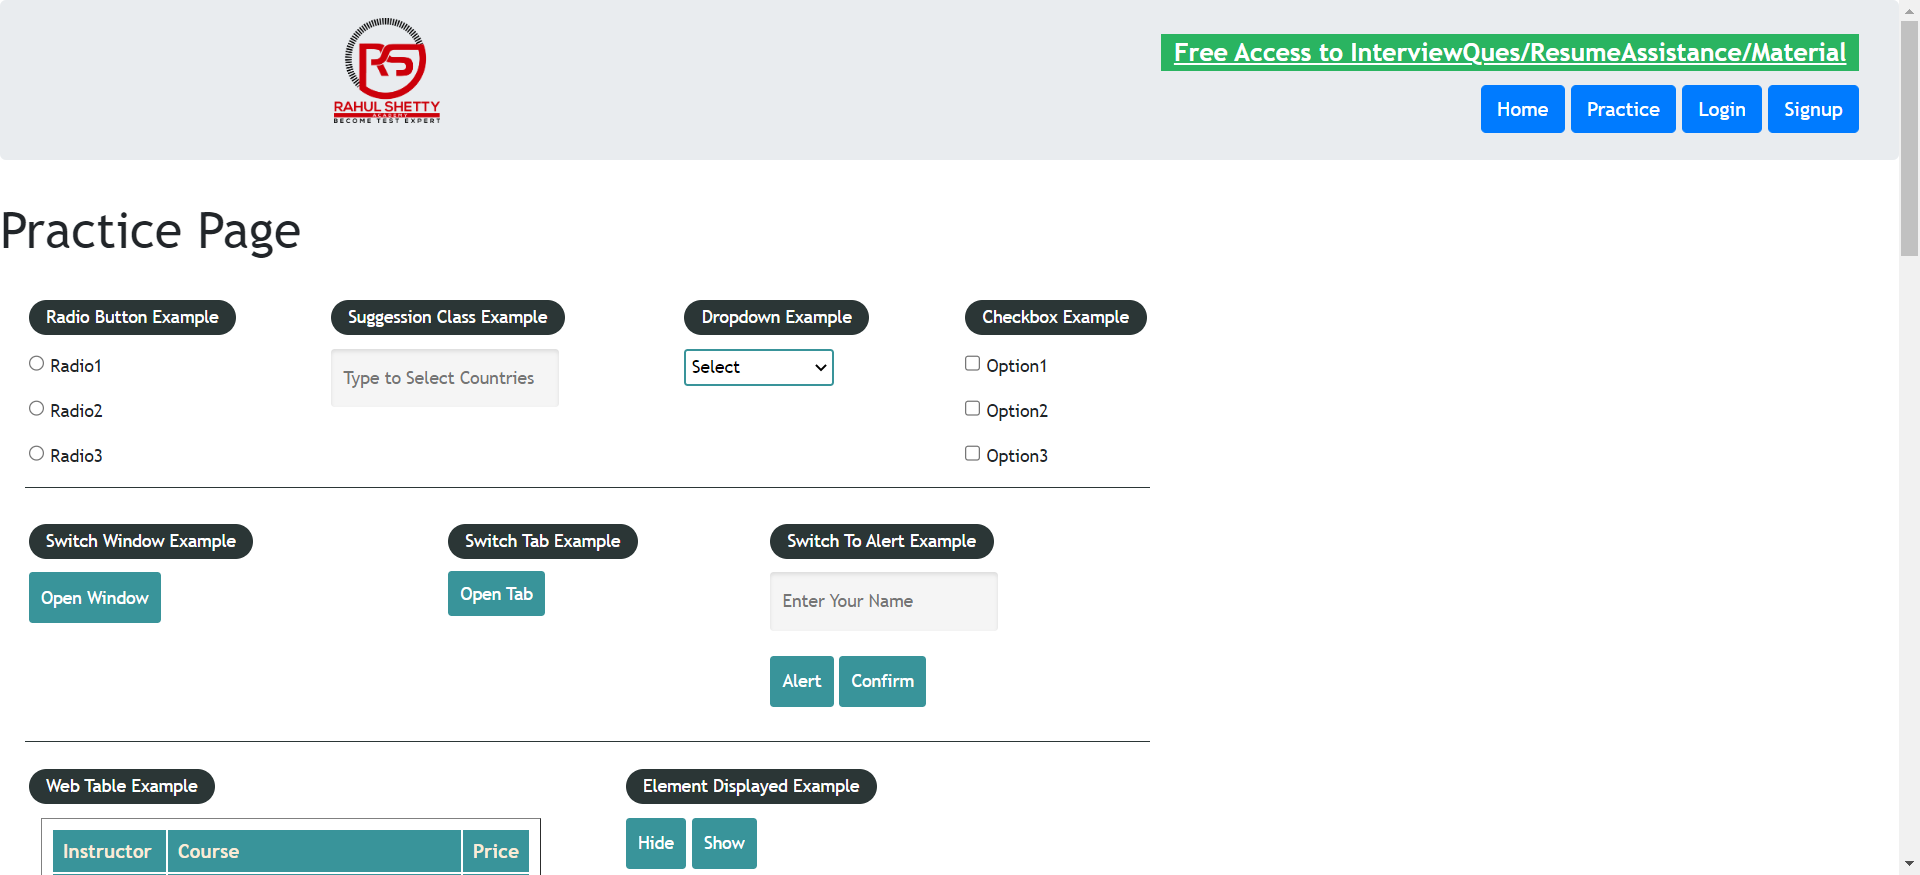 RAHUL SHETTY
ACADEMY
BECOME TEST EXPERT
Free Access to InterviewQues/ResumeAssistance/Material
Home Practice Login Signup
Practice Page
Radio Button Example
Radio1
Radio2
Radio3
Suggession Class Example
Type to Select Countries
Dropdown Example
Select
Checkbox Example
Option1
Option2
Option3
Switch Window Example
Open Window
Switch Tab Example
Open Tab
Switch To Alert Example
Enter Your Name
Alert Confirm
Web Table Example
Instructor Course Price
Element Displayed Example
Hide Show